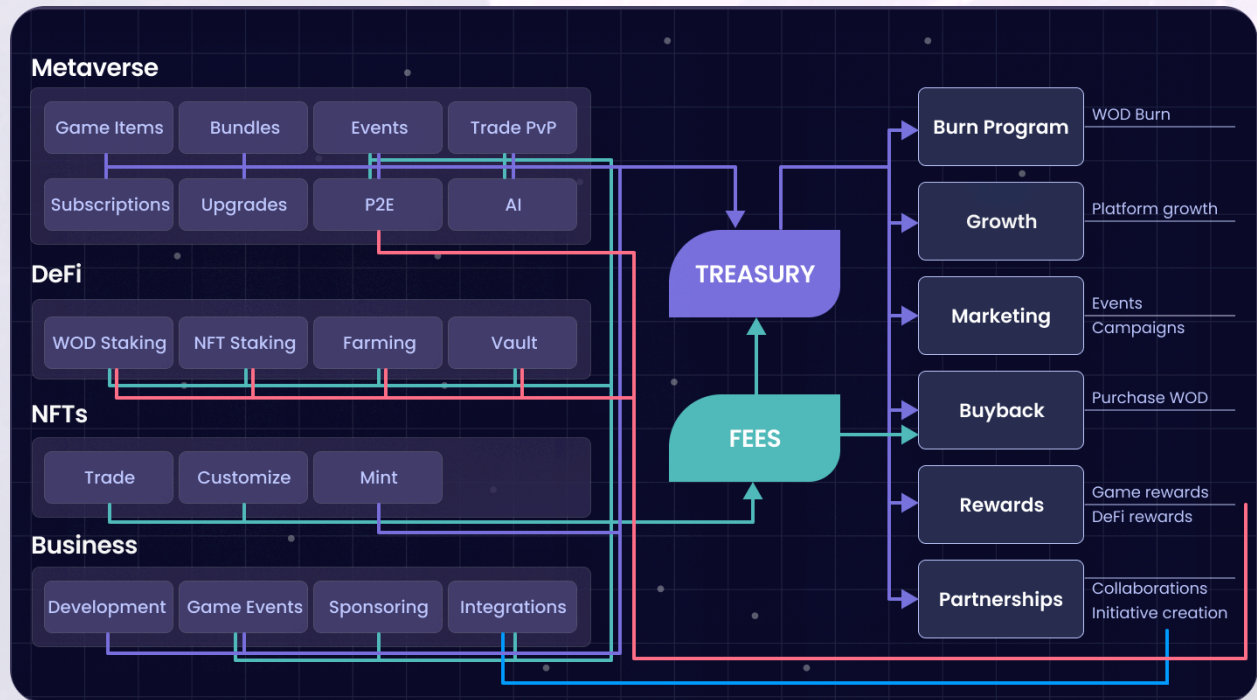 Metaverse
Game Items
Bundles
Events
Trade PvP
Subscriptions
Upgrades
P2E
AI
DeFi
WOD Staking
NFT Staking
Farming
Vault
NFTs
Trade
Customize
Mint
Business
Development
Game Events
Sponsoring
Integrations
TREASURY
FEES
Burn Program
WOD Burn
Growth
Platform growth
Marketing
Events
Campaigns
Buyback
Purchase WOD
Rewards
Game rewards
DeFi rewards
Partnerships
Collaborations
Initiative creation